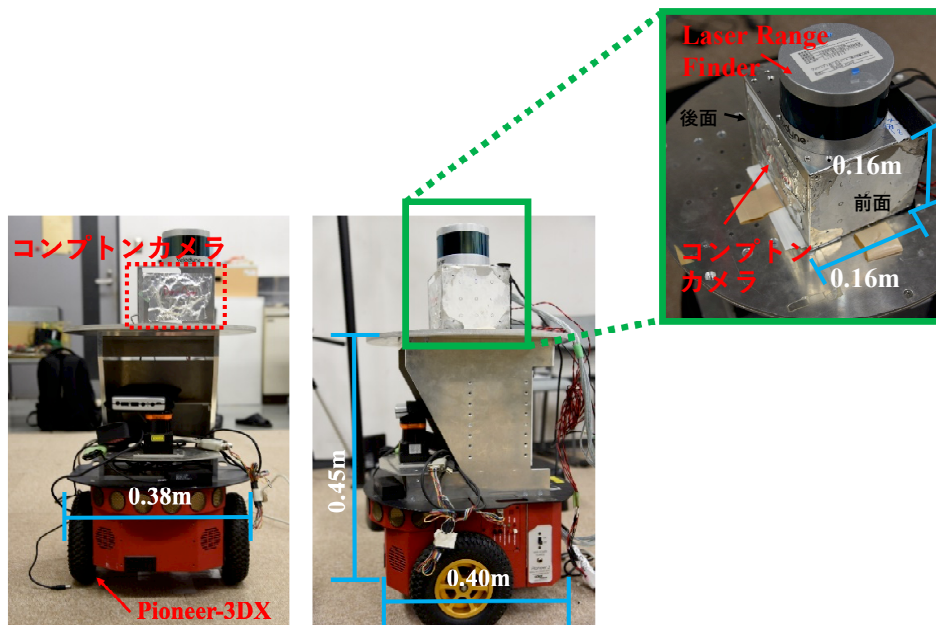 コンプトンカメラ
0.38m
Pioneer-3DX
0.45m
0.40m
Laser Range
Finder
後面
0.16m
前面
コンプトン
カメラ
0.16m